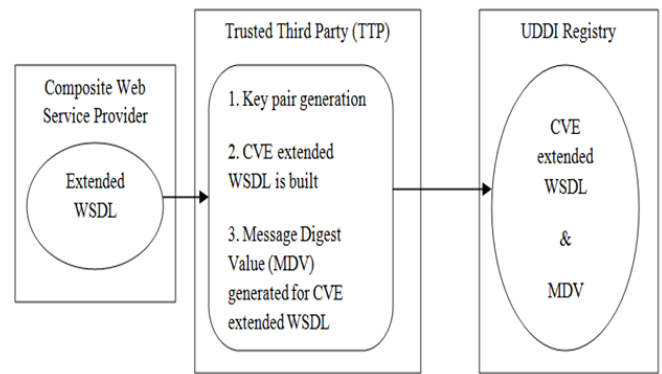 Composite Web
Service Provider
Extended
WSDL
Trusted Third Party (TTP)
1. Key pair generation
2. CVE extended
WSDL is built
3. Message Digest
Value (MDV)
generated for CVE
extended WSDL
UDDI Registry
CVE
extended
WSDL
&
MDV